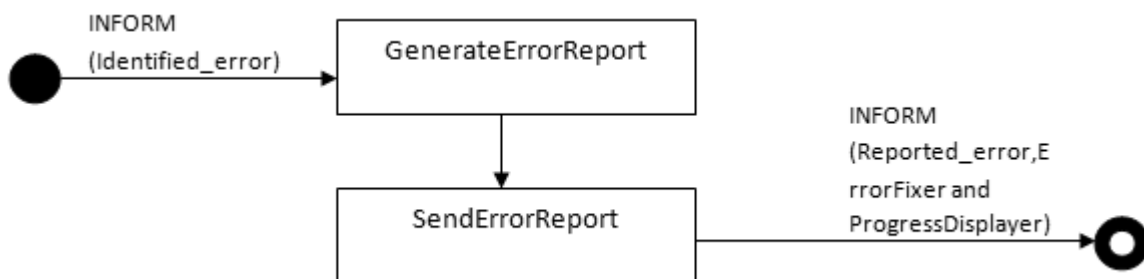 INFORM
(Identified_error)
GenerateErrorReport
INFORM
(Reported_error,E
rrorFixer and
ProgressDisplayer)
SendErrorReport